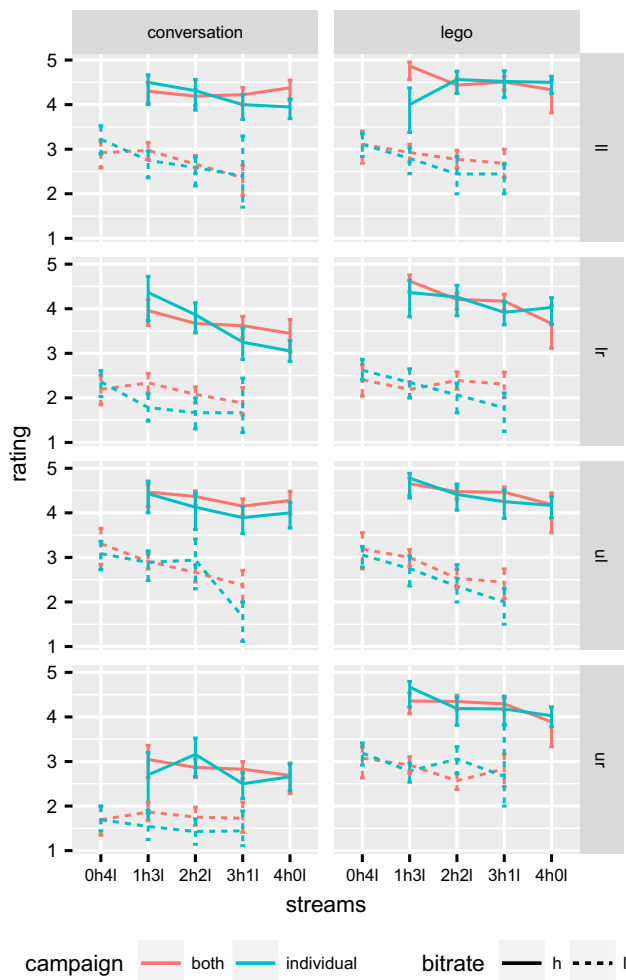 conversation lego
5
4
3
2
1
ll
5
4
3
2
1
lr
rating
5
4
3
2
1
ul
5
4
3
2
1
ur
0h4l 1h3l 2h2l 3h1l 4h0l 0h4l 1h3l 2h2l 3h1l 4h0l
streams
campaign both individual bitrate h l